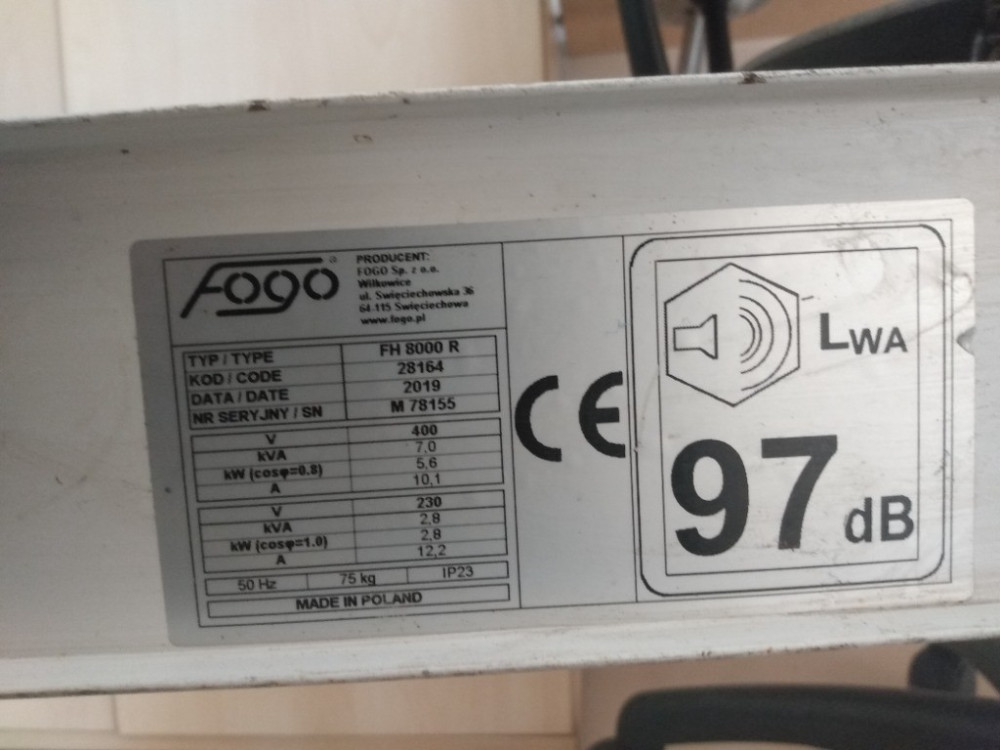 Fogo ®
PRODUCENT:
FOGO Sp. z o.o.
Wilkowice
ul. Święciechowska 36
64-115 Święciechowa
www.fogo.pl
TYP / TYPE FH 8000 R
KOD / CODE 28164
DATA / DATE 2019
NR SERYJNY / SN M 78155
V 400
kVA 7,0
kW (cosφ=0.8) 5,6
A 10,1
V 230
kVA 2,8
kW (cosφ=1.0) 2,8
A 12,2
50 Hz 75 kg IP23
MADE IN POLAND
CE
LWA
97 dB